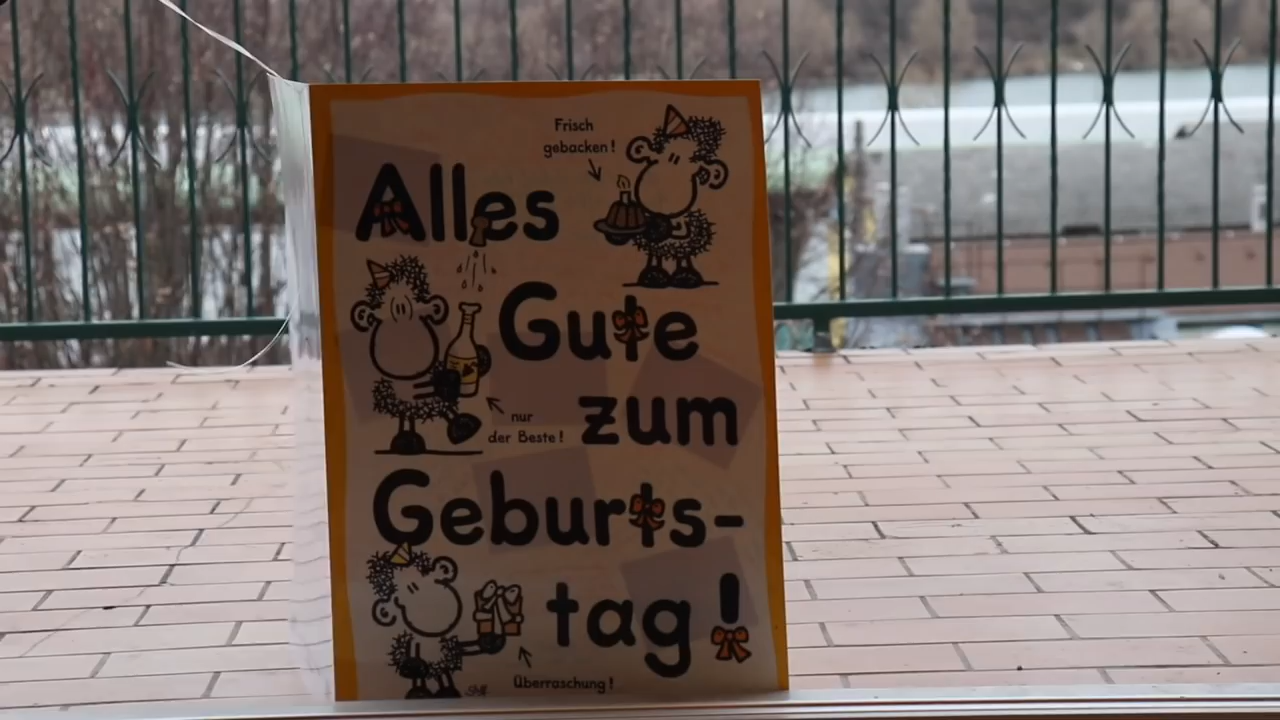 Frisch
gebacken!
Alles
Gute
zum
nur
der Beste!
Geburts-
tag!
Überraschung!